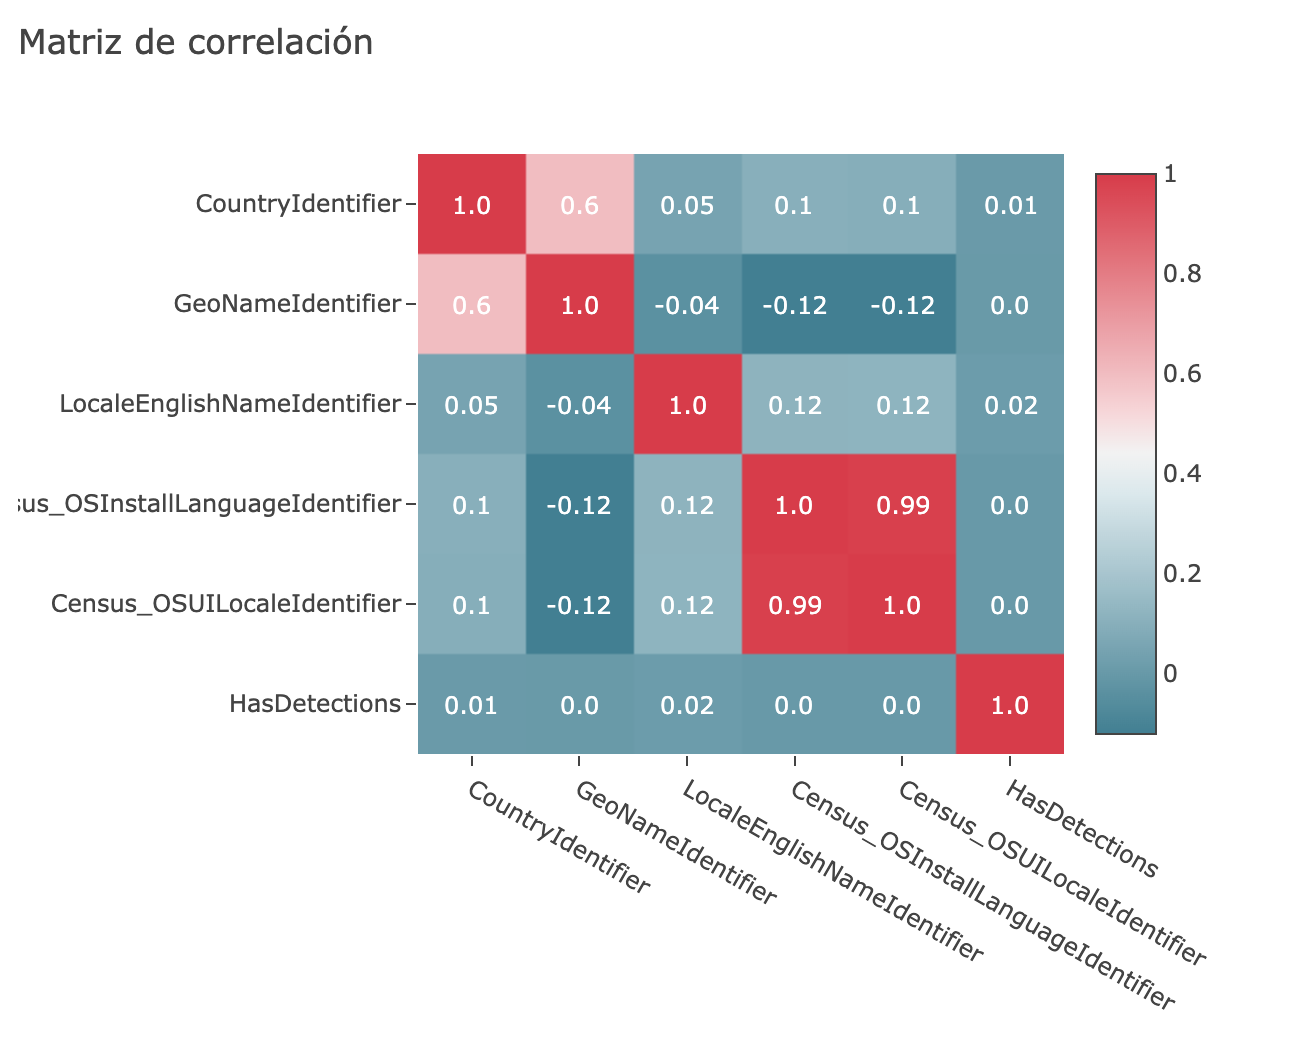 Matriz de correlación
CountryIdentifier 1.0 0.6 0.05 0.1 0.1 0.01
GeoNameIdentifier 0.6 1.0 -0.04 -0.12 -0.12 0.0
LocaleEnglishNameIdentifier 0.05 -0.04 1.0 0.12 0.12 0.02
sus_OSInstallLanguageIdentifier 0.1 -0.12 0.12 1.0 0.99 0.0
Census_OSUILocaleIdentifier 0.1 -0.12 0.12 0.99 1.0 0.0
HasDetections 0.01 0.0 0.02 0.0 0.0 1.0
CountryIdentifier
GeoNameIdentifier
LocaleEnglishNameIdentifier
Census_OSInstallLanguageIdentifier
Census_OSUILocaleIdentifier
HasDetections
1
0.8
0.6
0.4
0.2
0